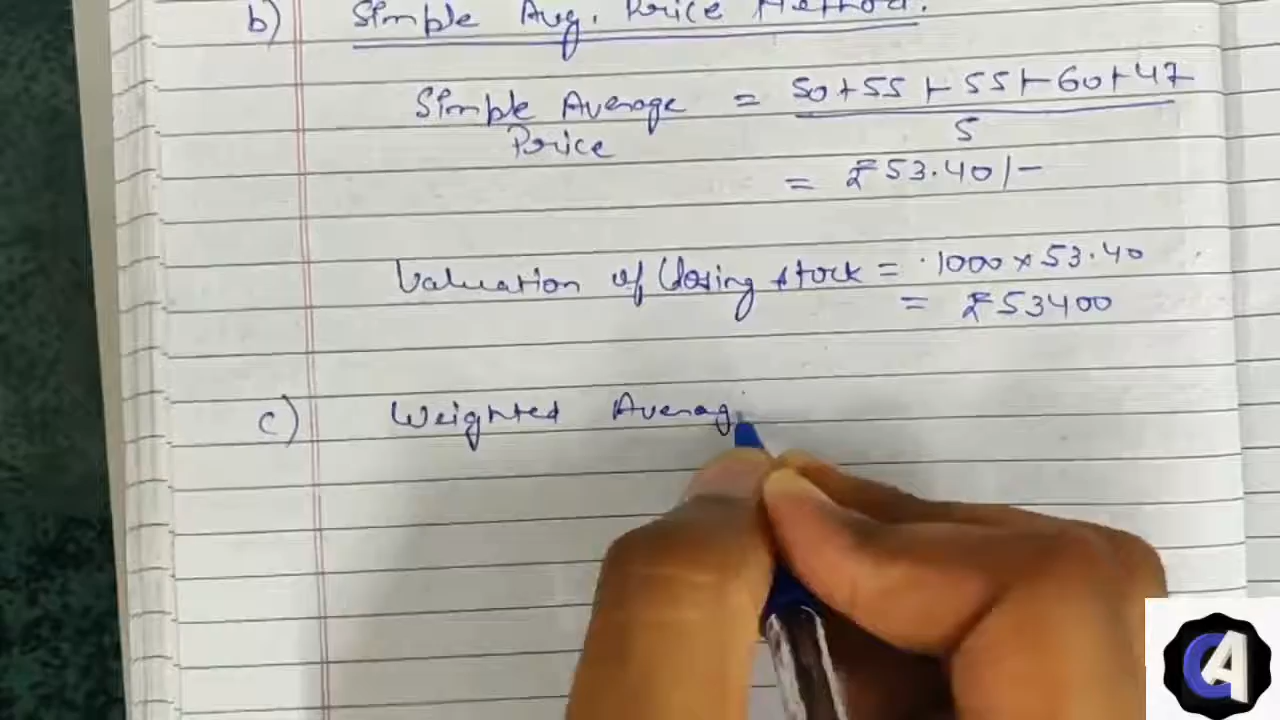 b) Simple Avg. Price Method.
Simple Average Price = 50+55+55+60+47
5
= ₹53.40/-
Valuation of Closing stock = 1000×53.40
= ₹53400
c) Weighted Averag
CA